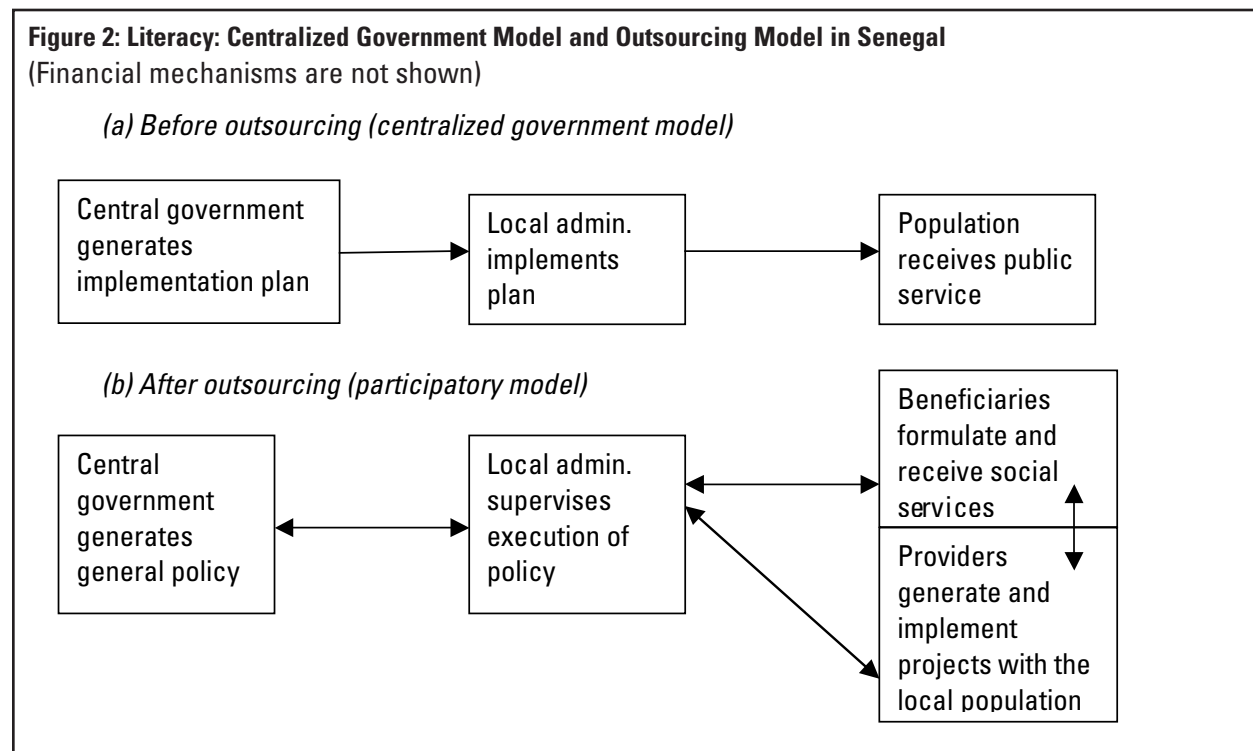 Figure 2: Literacy: Centralized Government Model and Outsourcing Model in Senegal
(Financial mechanisms are not shown)
(a) Before outsourcing (centralized government model)
Central government
generates
implementation plan
Local admin.
implements
plan
Population
receives public
service
(b) After outsourcing (participatory model)
Central
government
generates
general policy
Local admin.
supervises
execution of
policy
Beneficiaries
formulate and
receive social
services
Providers
generate and
implement
projects with the
local population